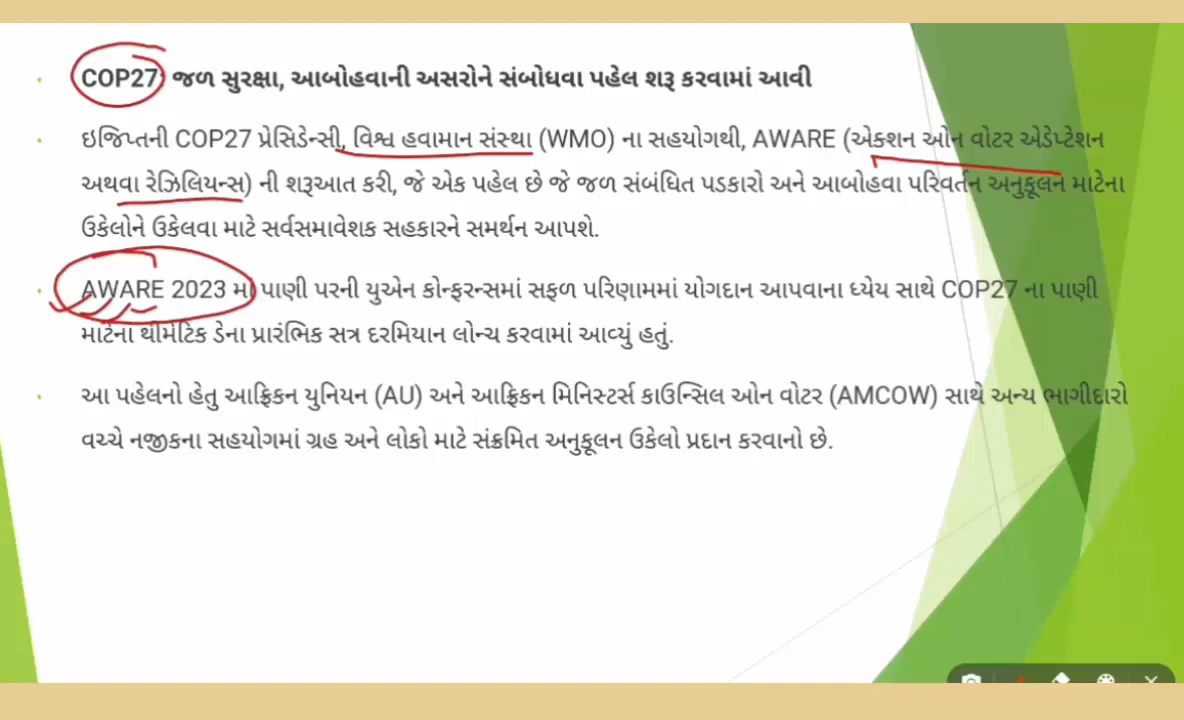 COP27 જળ સુરક્ષા, આબોહવાની અસરોને સંબોધવા પહેલ શરૂ કરવામાં આવી
ઇજિપ્તની COP27 પ્રેસિડેન્સી, વિશ્વ હવામાન સંસ્થા (WMO) ના સહયોગથી, AWARE (એક્શન ઓન વોટર એડેપ્ટેશન
અથવા રેઝિલિયન્સ) ની શરૂઆત કરી, જે એક પહેલ છે જે જળ સંબંધિત પડકારો અને આબોહવા પરિવર્તન અનુકૂલન માટેના
ઉકેલોને ઉકેલવા માટે સર્વસમાવેશક સહકારને સમર્થન આપશે.
AWARE 2023 મા પાણી પરની યુએન કોન્ફરન્સમાં સફળ પરિણામમાં યોગદાન આપવાના ધ્યેય સાથે COP27 ના પાણી
માટેના થીમેટિક ડેના પ્રારંભિક સત્ર દરમિયાન લોન્ચ કરવામાં આવ્યું હતું.
આ પહેલનો હેતુ આફ્રિકન યુનિયન (AU) અને આફ્રિકન મિનિસ્ટર્સ કાઉન્સિલ ઓન વોટર (AMCOW) સાથે અન્ય ભાગીદારો
વચ્ચે નજીકના સહયોગમાં ગ્રહ અને લોકો માટે સંક્રમિત અનુકૂલન ઉકેલો પ્રદાન કરવાનો છે.